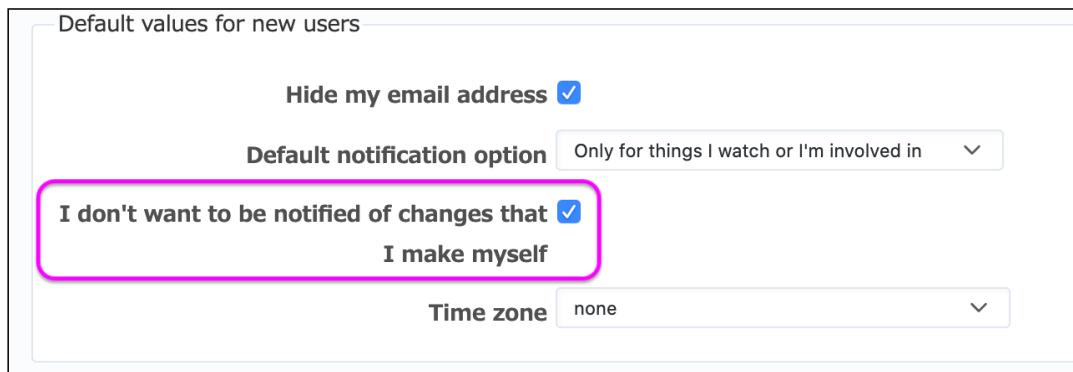 Default values for new users
Hide my email address
Default notification option Only for things I watch or I'm involved in
I don't want to be notified of changes that
I make myself
Time zone none